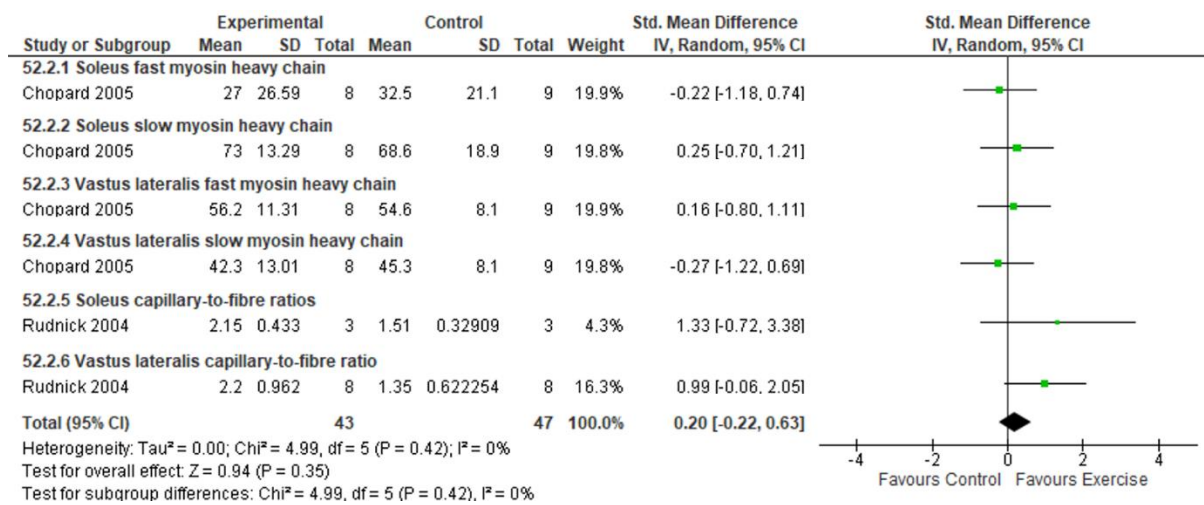 Experimental Control Std. Mean Difference Std. Mean Difference
Study or Subgroup Mean SD Total Mean SD Total Weight IV, Random, 95% CI IV, Random, 95% CI
52.2.1 Soleus fast myosin heavy chain
Chopard 2005 27 26.59 8 32.5 21.1 9 19.9% -0.22 [-1.18, 0.74]
52.2.2 Soleus slow myosin heavy chain
Chopard 2005 73 13.29 8 68.6 18.9 9 19.8% 0.25 [-0.70, 1.21]
52.2.3 Vastus lateralis fast myosin heavy chain
Chopard 2005 56.2 11.31 8 54.6 8.1 9 19.9% 0.16 [-0.80, 1.11]
52.2.4 Vastus lateralis slow myosin heavy chain
Chopard 2005 42.3 13.01 8 45.3 8.1 9 19.8% -0.27 [-1.22, 0.69]
52.2.5 Soleus capillary-to-fibre ratios
Rudnick 2004 2.15 0.433 3 1.51 0.32909 3 4.3% 1.33 [-0.72, 3.38]
52.2.6 Vastus lateralis capillary-to-fibre ratio
Rudnick 2004 2.2 0.962 8 1.35 0.622254 8 16.3% 0.99 [-0.06, 2.05]
Total (95% CI) 43 47 100.0% 0.20 [-0.22, 0.63]
Heterogeneity: Tau² = 0.00; Chi² = 4.99, df = 5 (P = 0.42); I² = 0%
Test for overall effect: Z = 0.94 (P = 0.35)
Test for subgroup differences: Chi² = 4.99, df = 5 (P = 0.42), I² = 0%
-4 -2 0 2 4
Favours Control Favours Exercise